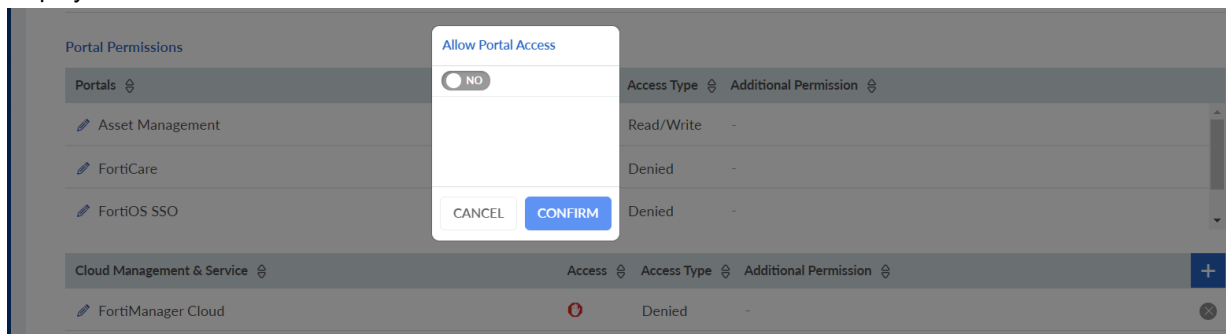 Portal Permissions
Allow Portal Access
Portals Access Type Additional Permission
NO
Asset Management Read/Write -
FortiCare Denied -
FortiOS SSO Denied -
CANCEL CONFIRM
Cloud Management & Service Access Access Type Additional Permission +
FortiManager Cloud Denied -